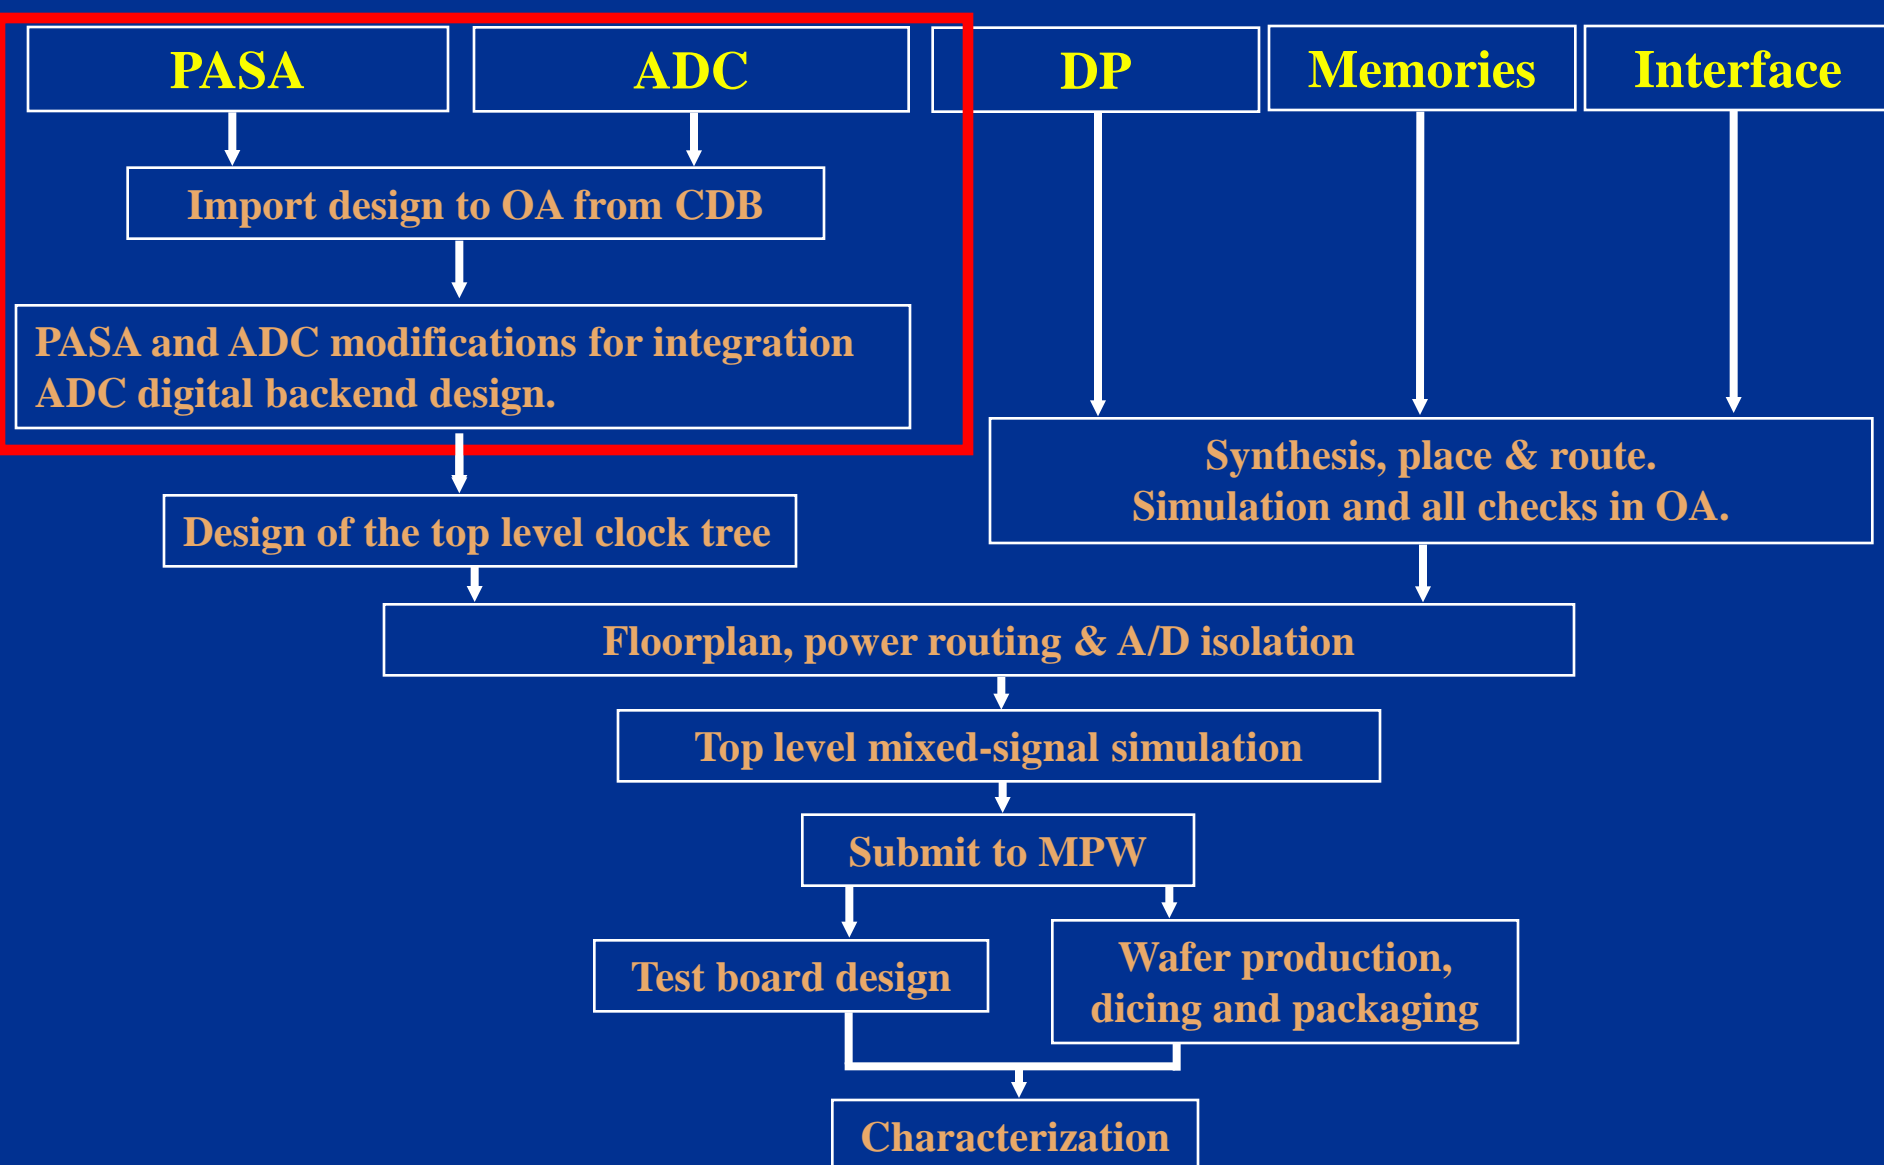 PASA
ADC
DP
Memories
Interface
Import design to OA from CDB
PASA and ADC modifications for integration
ADC digital backend design.
Synthesis, place & route.
Simulation and all checks in OA.
Design of the top level clock tree
Floorplan, power routing & A/D isolation
Top level mixed-signal simulation
Submit to MPW
Test board design
Wafer production,
dicing and packaging
Characterization